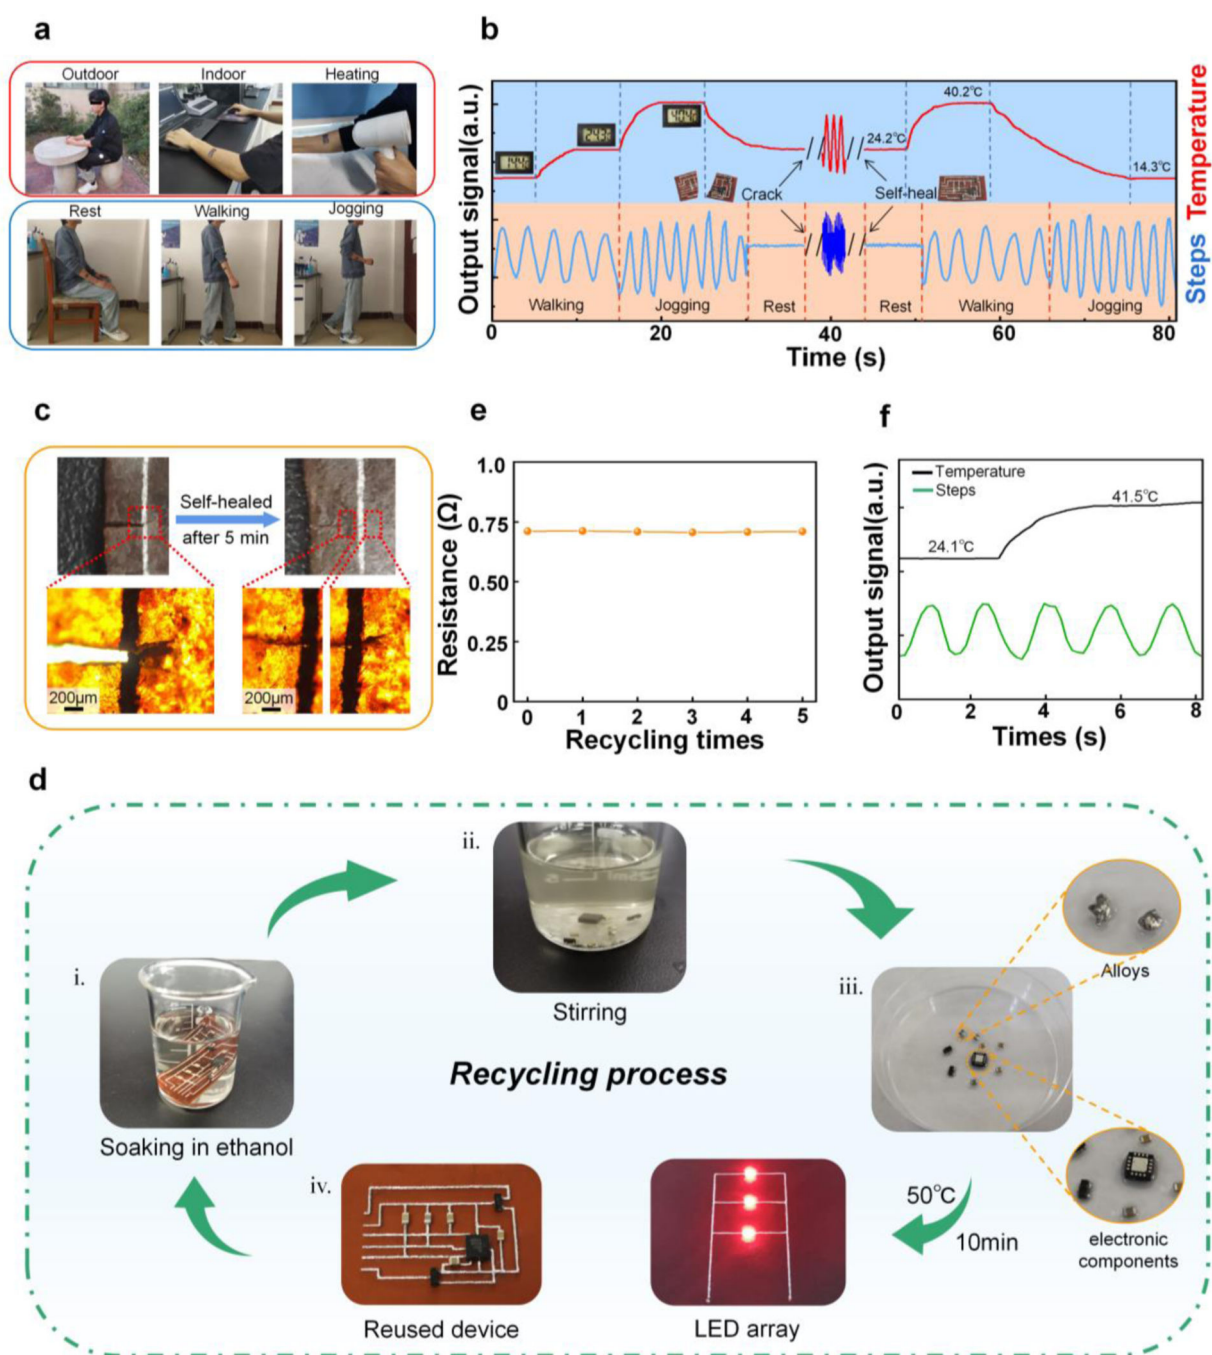 a
Outdoor
Indoor
Heating
Rest
Walking
Jogging
b
Output signal(a.u.)
40.2℃
24.2℃
14.3℃
Crack
Self-heal
Walking
Jogging
Rest
Rest
Walking
Jogging
0
20
40
60
80
Time (s)
Steps
Temperature
c
Self-healed
after 5 min
200μm
200μm
e
Resistance (Ω)
1.0
0.75
0.50
0.25
0
0
1
2
3
4
5
Recycling times
f
Output signal(a.u.)
Temperature
Steps
24.1℃
41.5℃
0
2
4
6
8
Times (s)
d
i.
Soaking in ethanol
ii.
Stirring
iii.
Alloys
electronic
components
Recycling process
50℃
10min
iv.
Reused device
LED array